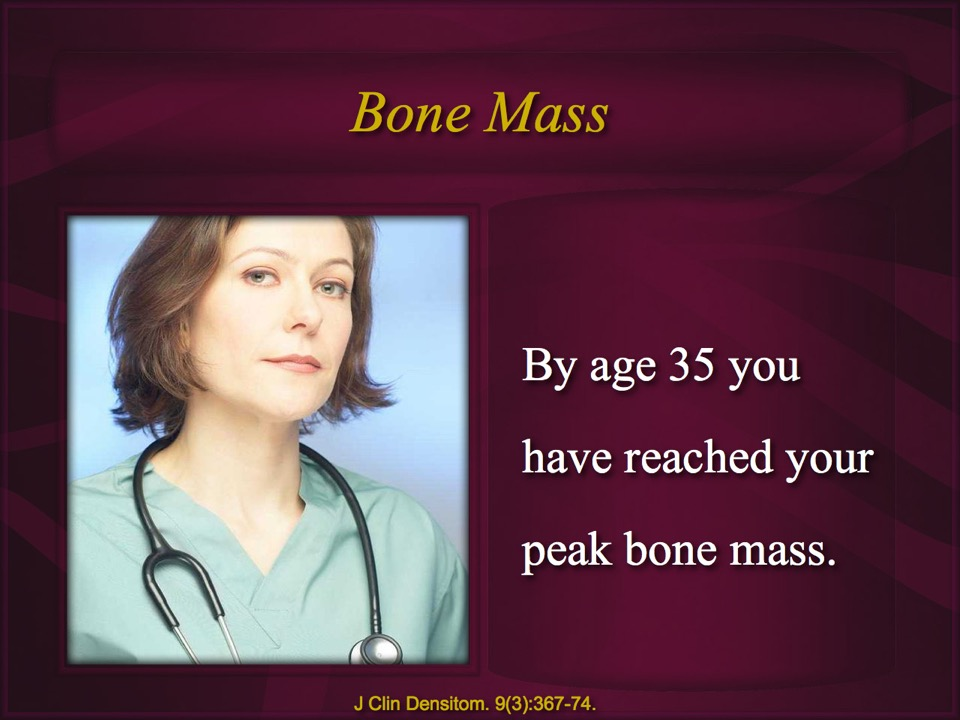 Bone Mass
By age 35 you
have reached your
peak bone mass.
J Clin Densitom. 9(3):367-74.